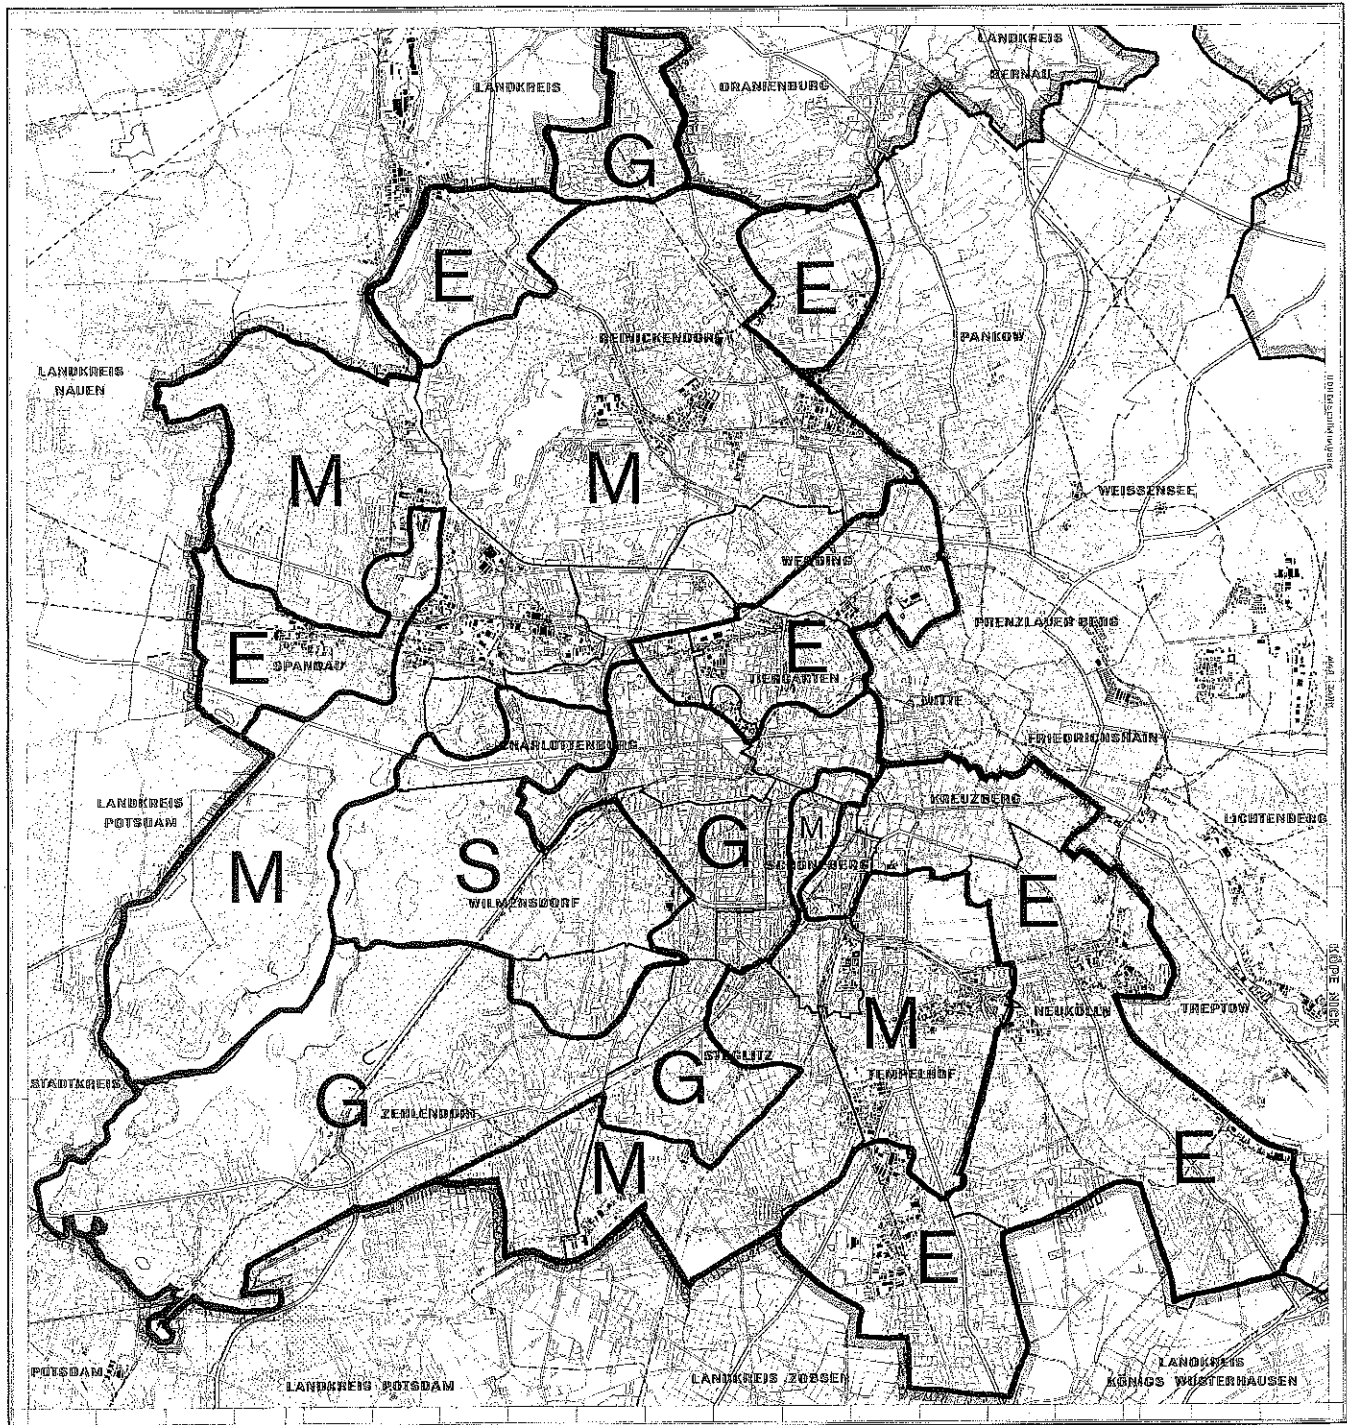 LANDKREIS
BERNAU
LANDKREIS
ORANIENBURG
G
E
E
REINICKENDORF
PANKOW
LANDKREIS
NAUEN
M
M
WEISSENSEE
WEDDING
PRENZLAUER BERG
E
E
SPANDAU
TIERGARTEN
MITTE
FRIEDRICHSHAIN
CHARLOTTENBURG
LANDKREIS
POTSDAM
KREUZBERG
LICHTENBERG
M
G
S
M
SCHÖNEBERG
E
WILMERSDORF
KÖPENICK
M
NEUKÖLLN
TREPTOW
STEGLITZ
TEMPELHOF
STADTKREIS
G
G
ZEHLENDORF
M
E
E
POTSDAM
LANDKREIS POTSDAM
LANDKREIS ZOSSEN
LANDKREIS
KÖNIGS WUSTERHAUSEN